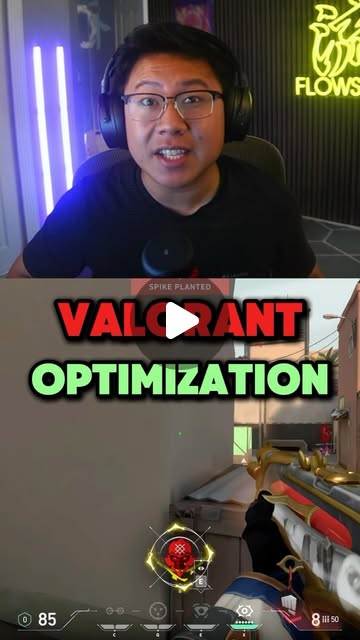 FLOWS
SPIKE PLANTED
VALORANT
OPTIMIZATION
E
85
8
50
C
Q